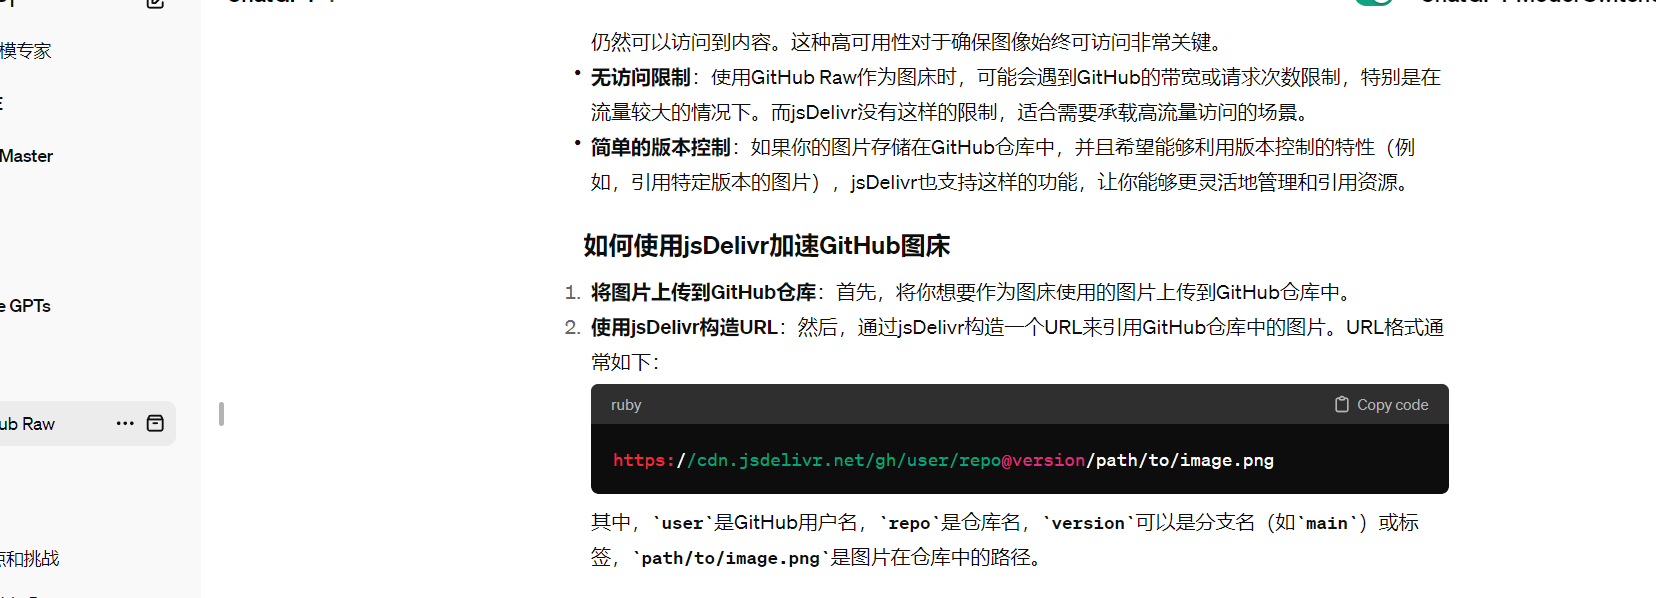 模专家
Master
e GPTs
ub Raw
点和挑战
仍然可以访问到内容。这种高可用性对于确保图像始终可访问非常关键。
• 无访问限制：使用GitHub Raw作为图床时，可能会遇到GitHub的带宽或请求次数限制，特别是在
流量较大的情况下。而jsDelivr没有这样的限制，适合需要承载高流量访问的场景。
• 简单的版本控制：如果你的图片存储在GitHub仓库中，并且希望能够利用版本控制的特性（例
如，引用特定版本的图片），jsDelivr也支持这样的功能，让你能够更灵活地管理和引用资源。
如何使用jsDelivr加速GitHub图床
1. 将图片上传到GitHub仓库：首先，将你想要作为图床使用的图片上传到GitHub仓库中。
2. 使用jsDelivr构造URL：然后，通过jsDelivr构造一个URL来引用GitHub仓库中的图片。URL格式通
常如下：
ruby Copy code
https://cdn.jsdelivr.net/gh/user/repo@version/path/to/image.png
其中，`user`是GitHub用户名，`repo`是仓库名，`version`可以是分支名（如`main`）或标
签，`path/to/image.png`是图片在仓库中的路径。